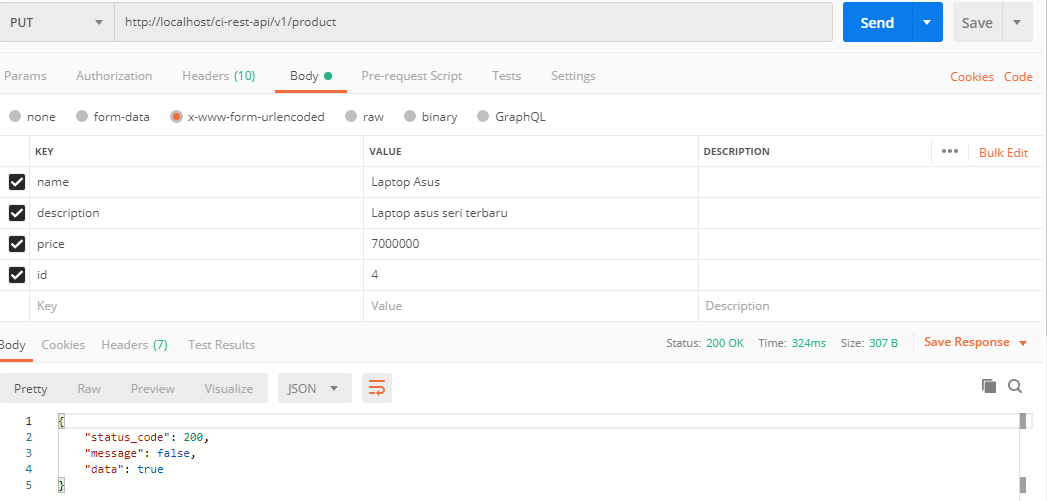 PUT http://localhost/ci-rest-api/v1/product Send Save
Params Authorization Headers (10) Body Pre-request Script Tests Settings Cookies Code
none form-data x-www-form-urlencoded raw binary GraphQL
KEY VALUE DESCRIPTION ••• Bulk Edit
name Laptop Asus
description Laptop asus seri terbaru
price 7000000
id 4
Key Value Description
Body Cookies Headers (7) Test Results Status: 200 OK Time: 324ms Size: 307 B Save Response
Pretty Raw Preview Visualize JSON
1 {
2 "status_code": 200,
3 "message": false,
4 "data": true
5 }